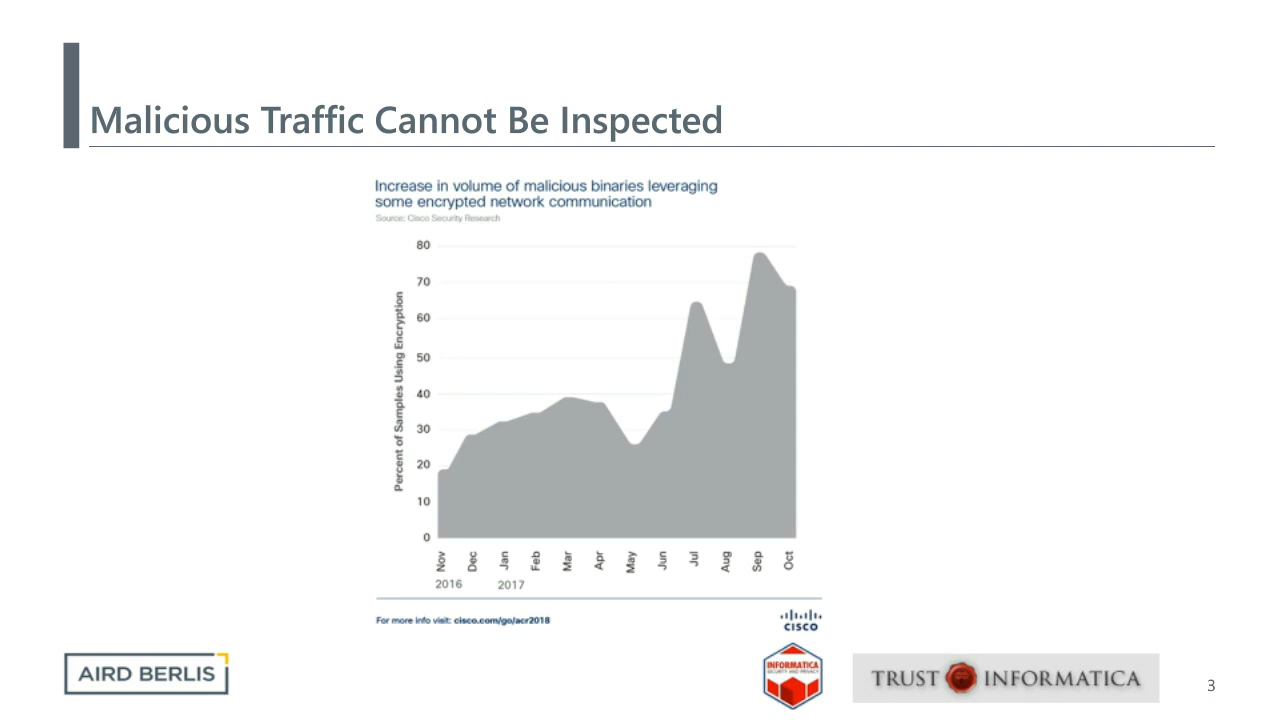 Malicious Traffic Cannot Be Inspected
Increase in volume of malicious binaries leveraging
some encrypted network communication
Source: Cisco Security Research
Percent of Samples Using Encryption
80
70
60
50
40
30
20
10
0
Nov Dec Jan Feb Mar Apr May Jun Jul Aug Sep Oct
2016 2017
For more info visit: cisco.com/go/acr2018
CISCO
AIRD BERLIS
INFORMATICA
SECURITY AND PRIVACY
TRUST INFORMATICA
3